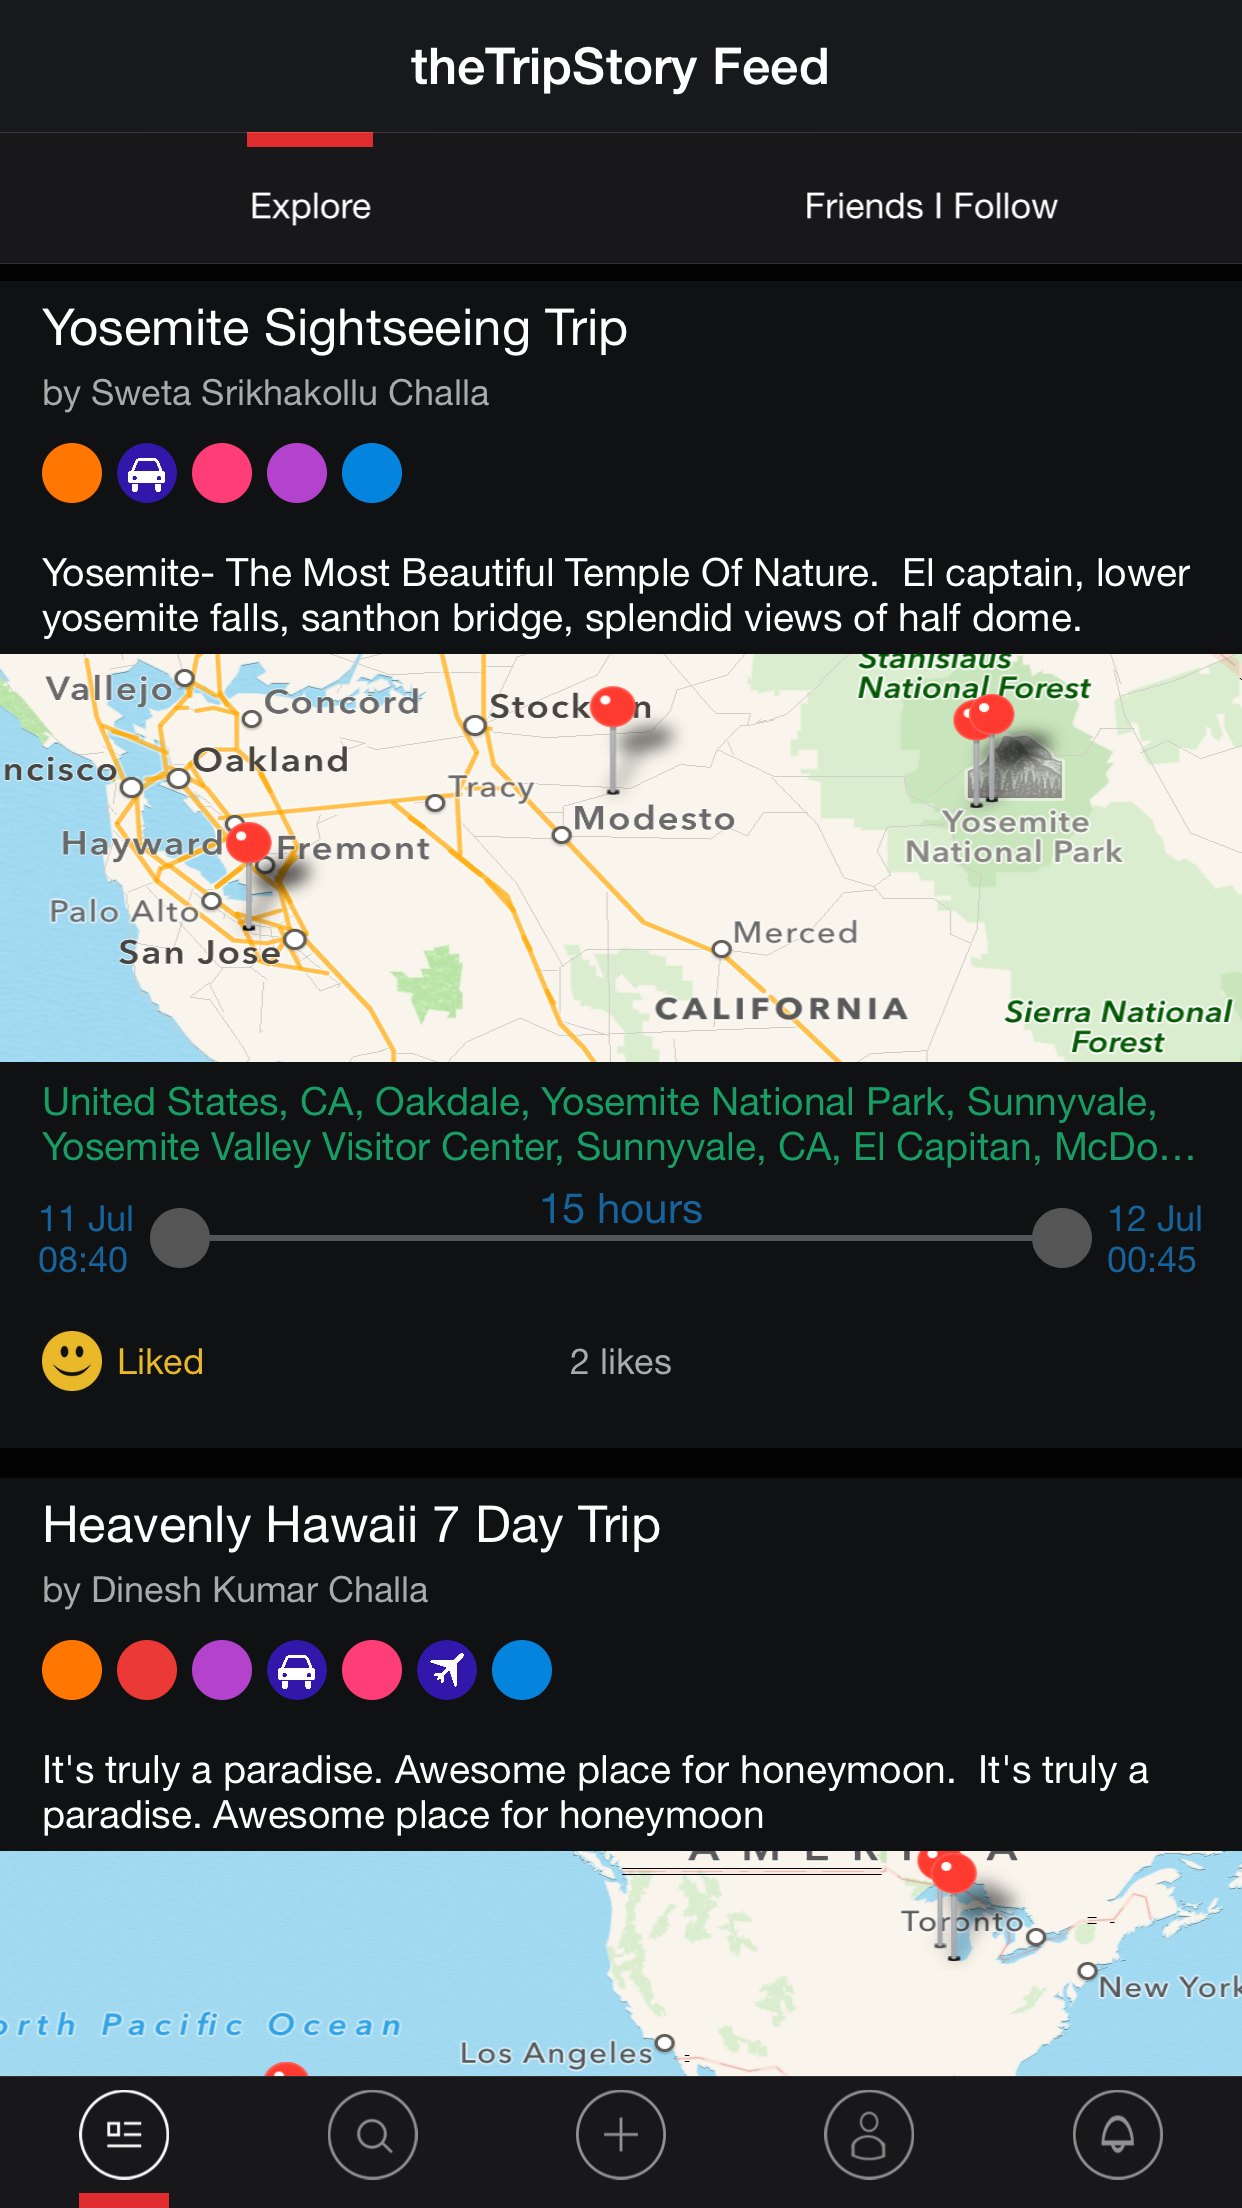 theTripStory Feed
Explore
Friends I Follow
Yosemite Sightseeing Trip
by Sweta Srikhakollu Challa
Yosemite- The Most Beautiful Temple Of Nature.  El captain, lower
yosemite falls, santhon bridge, splendid views of half dome.
Stanislaus
National Forest
Vallejo
Concord
Stock n
Oakland
ncisco
Tracy
Modesto
Yosemite
National Park
Hayward
Fremont
Palo Alto
San Jose
Merced
CALIFORNIA
Sierra National
Forest
United States, CA, Oakdale, Yosemite National Park, Sunnyvale,
Yosemite Valley Visitor Center, Sunnyvale, CA, El Capitan, McDo...
11 Jul
08:40
15 hours
12 Jul
00:45
Liked
2 likes
Heavenly Hawaii 7 Day Trip
by Dinesh Kumar Challa
It's truly a paradise. Awesome place for honeymoon.  It's truly a
paradise. Awesome place for honeymoon
Toronto
New York
orth Pacific Ocean
Los Angeles